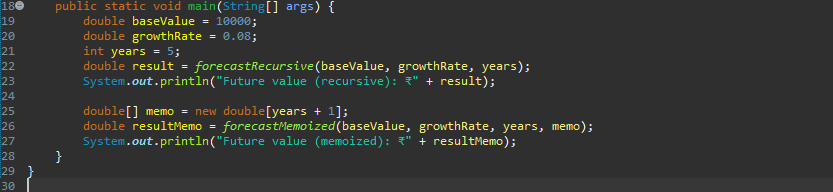 18 public static void main(String[] args) {
19 double baseValue = 10000;
20 double growthRate = 0.08;
21 int years = 5;
22 double result = forecastRecursive(baseValue, growthRate, years);
23 System.out.println("Future value (recursive): ₹" + result);
24
25 double[] memo = new double[years + 1];
26 double resultMemo = forecastMemoized(baseValue, growthRate, years, memo);
27 System.out.println("Future value (memoized): ₹" + resultMemo);
28 }
29 }
30